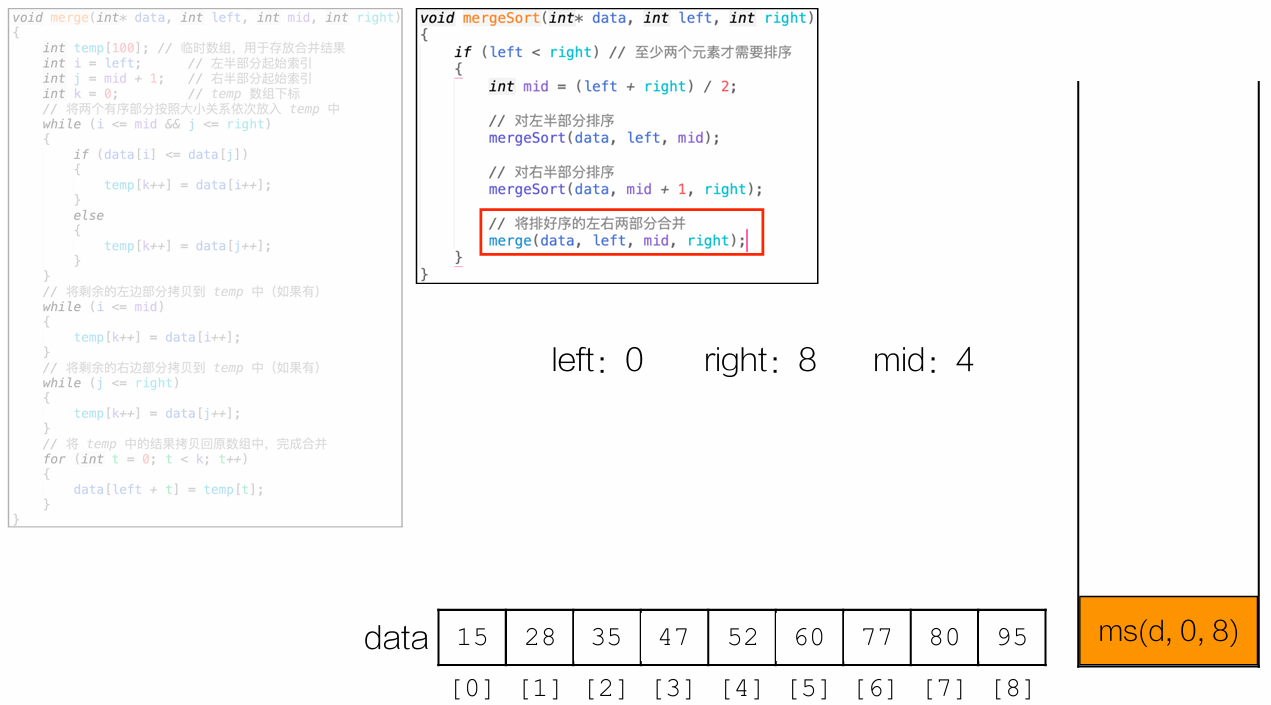 void merge(int* data, int left, int mid, int right)
{
int temp[100]; // 临时数组，用于存放合并结果
int i = left; // 左半部分起始索引
int j = mid + 1; // 右半部分起始索引
int k = 0; // temp 数组下标
// 将两个有序部分按照大小关系依次放入 temp 中
while (i <= mid && j <= right)
{
if (data[i] <= data[j])
{
temp[k++] = data[i++];
}
else
{
temp[k++] = data[j++];
}
}
// 将剩余的左边部分拷贝到 temp 中（如果有）
while (i <= mid)
{
temp[k++] = data[i++];
}
// 将剩余的右边部分拷贝到 temp 中（如果有）
while (j <= right)
{
temp[k++] = data[j++];
}
// 将 temp 中的结果拷贝回原数组中，完成合并
for (int t = 0; t < k; t++)
{
data[left + t] = temp[t];
}
}
void mergeSort(int* data, int left, int right)
{
if (left < right) // 至少两个元素才需要排序
{
int mid = (left + right) / 2;
// 对左半部分排序
mergeSort(data, left, mid);
// 对右半部分排序
mergeSort(data, mid + 1, right);
// 将排好序的左右两部分合并
merge(data, left, mid, right);
}
}
left：0 right：8 mid：4
data 15 28 35 47 52 60 77 80 95
[0] [1] [2] [3] [4] [5] [6] [7] [8]
ms(d, 0, 8)